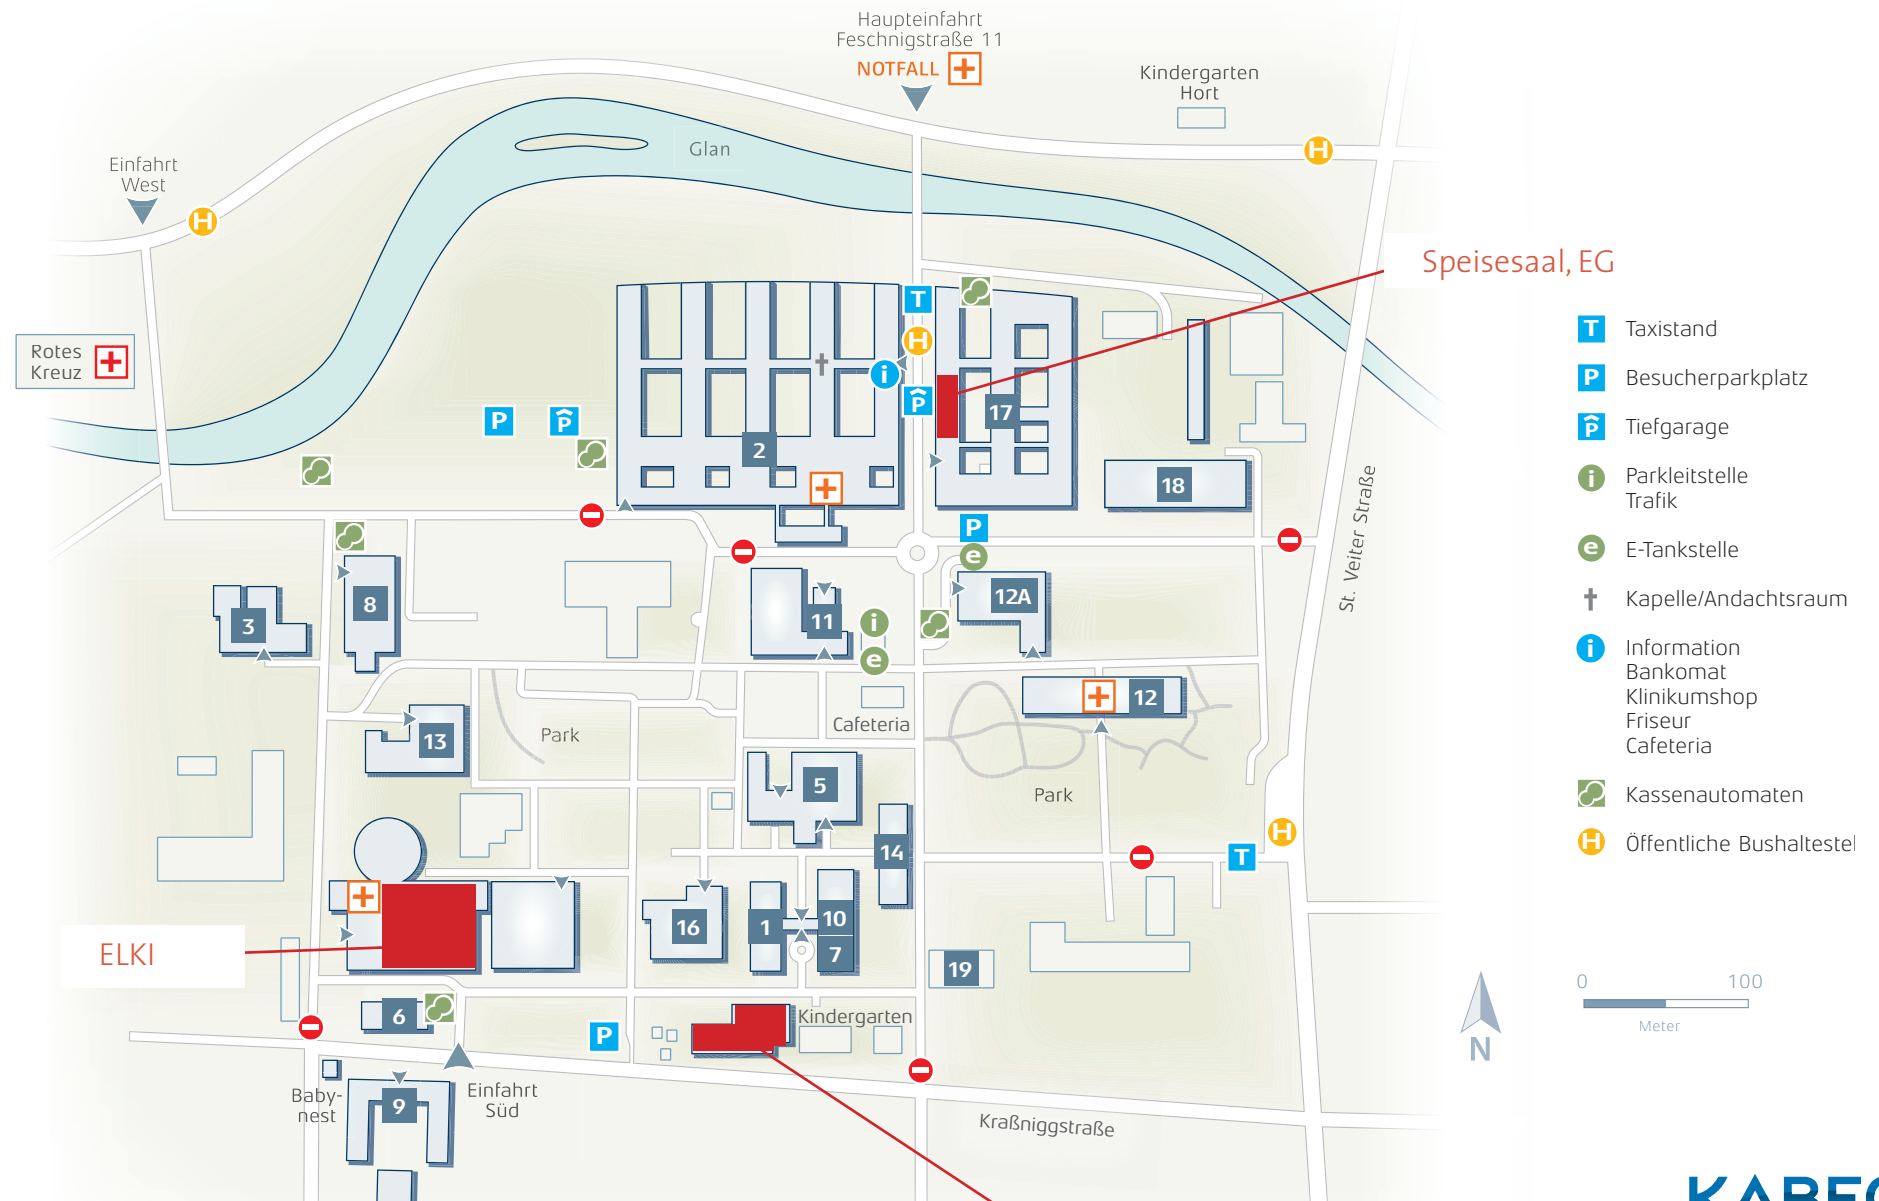 Haupteinfahrt
Feschnigstraße 11
NOTFALL
Kindergarten
Hort
H
Glan
Einfahrt
West
H
Speisesaal, EG
T
H
i
P
Rotes
Kreuz
P
P
17
2
18
St. Veiter Straße
P
e
8
3
11
i
e
12A
12
Cafeteria
Park
13
5
Park
14
H
T
16
1
10
7
19
ELKI
6
P
Kindergarten
Baby-
nest
9
Einfahrt
Süd
Kraßniggstraße
T Taxistand
P Besucherparkplatz
P Tiefgarage
i Parkleitstelle
Trafik
e E-Tankstelle
Kapelle/Andachtsraum
i Information
Bankomat
Klinikumshop
Friseur
Cafeteria
Kassenautomaten
H Öffentliche Bushaltestel
0 100
Meter
N
KABEG